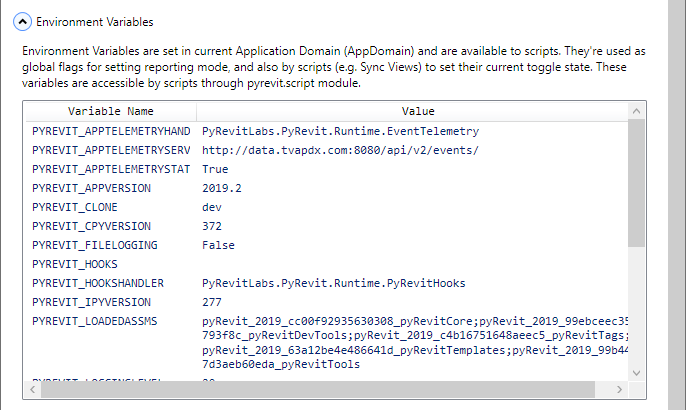 Environment Variables
Environment Variables are set in current Application Domain (AppDomain) and are available to scripts. They're used as
global flags for setting reporting mode, and also by scripts (e.g. Sync Views) to set their current toggle state. These
variables are accessible by scripts through pyrevit.script module.
Variable Name Value
PYREVIT_APPTELEMETRYHAND PyRevitLabs.PyRevit.Runtime.EventTelemetry
PYREVIT_APPTELEMETRYSERV http://data.tvapdx.com:8080/api/v2/events/
PYREVIT_APPTELEMETRYSTAT True
PYREVIT_APPVERSION 2019.2
PYREVIT_CLONE dev
PYREVIT_CPYVERSION 372
PYREVIT_FILELOGGING False
PYREVIT_HOOKS
PYREVIT_HOOKSHANDLER PyRevitLabs.PyRevit.Runtime.PyRevitHooks
PYREVIT_IPYVERSION 277
PYREVIT_LOADEDASSMS pyRevit_2019_cc00f92935630308_pyRevitCore;pyRevit_2019_99ebceec35
793f8c_pyRevitDevTools;pyRevit_2019_c4b16751648aeec5_pyRevitTags;
pyRevit_2019_63a12be4e486641d_pyRevitTemplates;pyRevit_2019_99b44
7d3aeb60eda_pyRevitTools